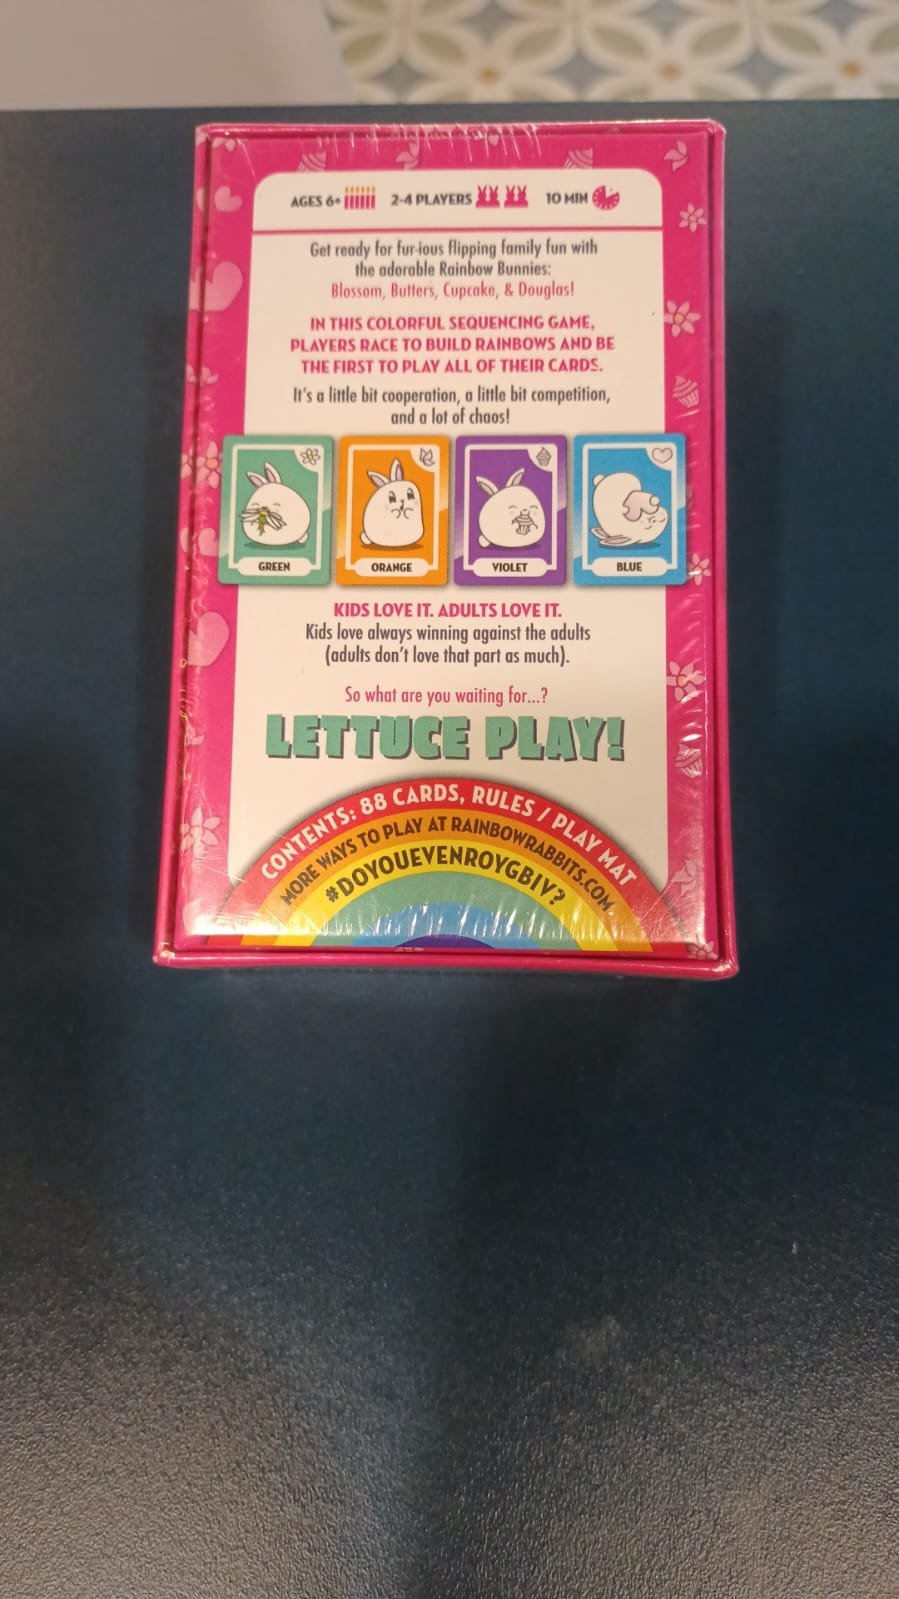 AGES 6+ 2-4 PLAYERS 10 MIN
Get ready for fur-ious flipping family fun with
the adorable Rainbow Bunnies:
Blossom, Butters, Cupcake, & Douglas!
IN THIS COLORFUL SEQUENCING GAME,
PLAYERS RACE TO BUILD RAINBOWS AND BE
THE FIRST TO PLAY ALL OF THEIR CARDS.
It's a little bit cooperation, a little bit competition,
and a lot of chaos!
GREEN ORANGE VIOLET BLUE
KIDS LOVE IT. ADULTS LOVE IT.
Kids love always winning against the adults
(adults don't love that part as much).
So what are you waiting for...?
LETTUCE PLAY!
CONTENTS: 88 CARDS, RULES / PLAY MAT
MORE WAYS TO PLAY AT RAINBOWRABBITS.COM
#DOYOUEVENROYGBIV?